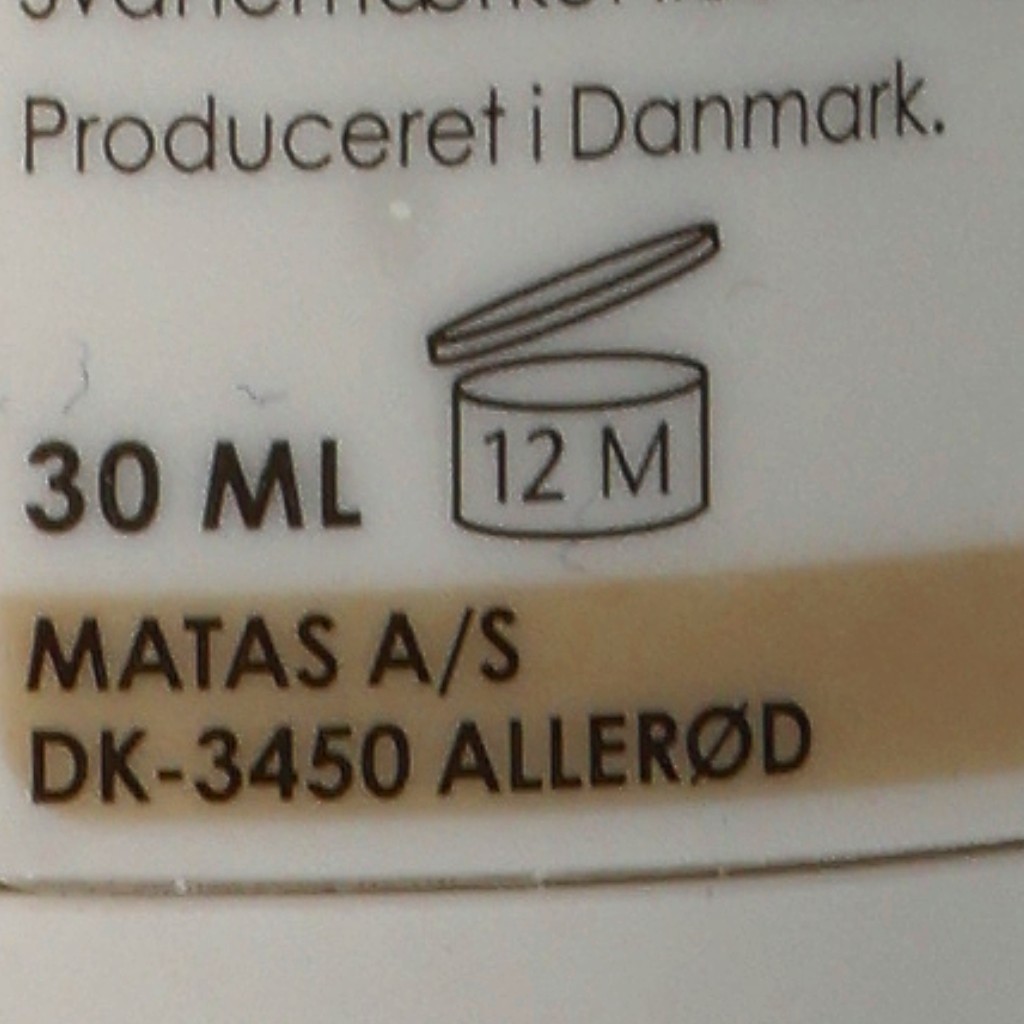 Produceret i Danmark.
12 M
30 ML
MATAS A/S
DK-3450 ALLERØD